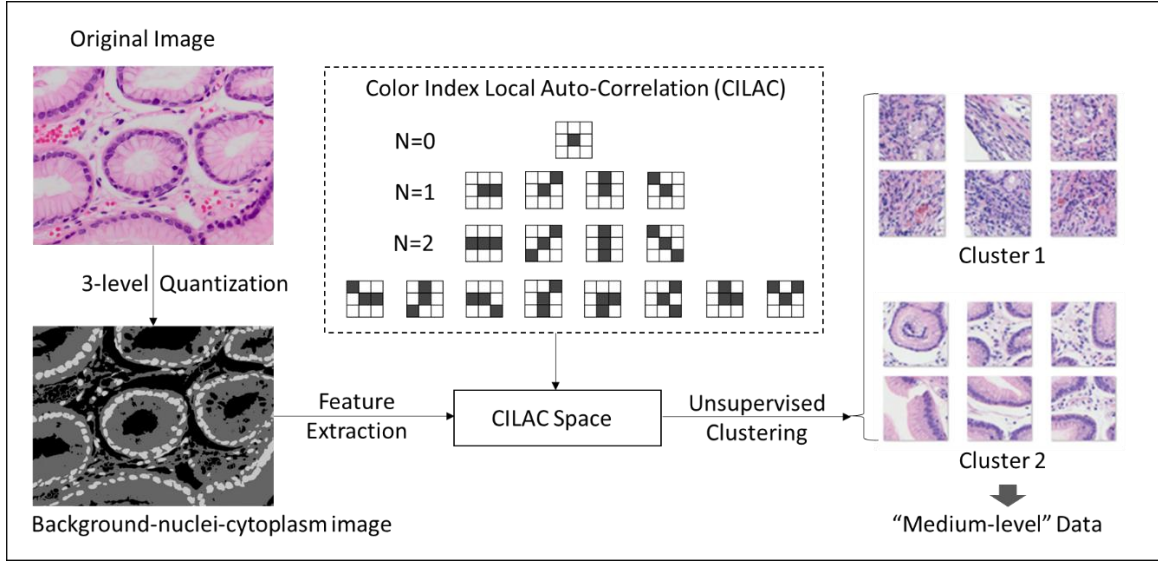 Original Image
Color Index Local Auto-Correlation (CILAC)
N=0
N=1
N=2
3-level Quantization
Cluster 1
Feature
Extraction
CILAC Space
Unsupervised
Clustering
Cluster 2
Background-nuclei-cytoplasm image
“Medium-level” Data